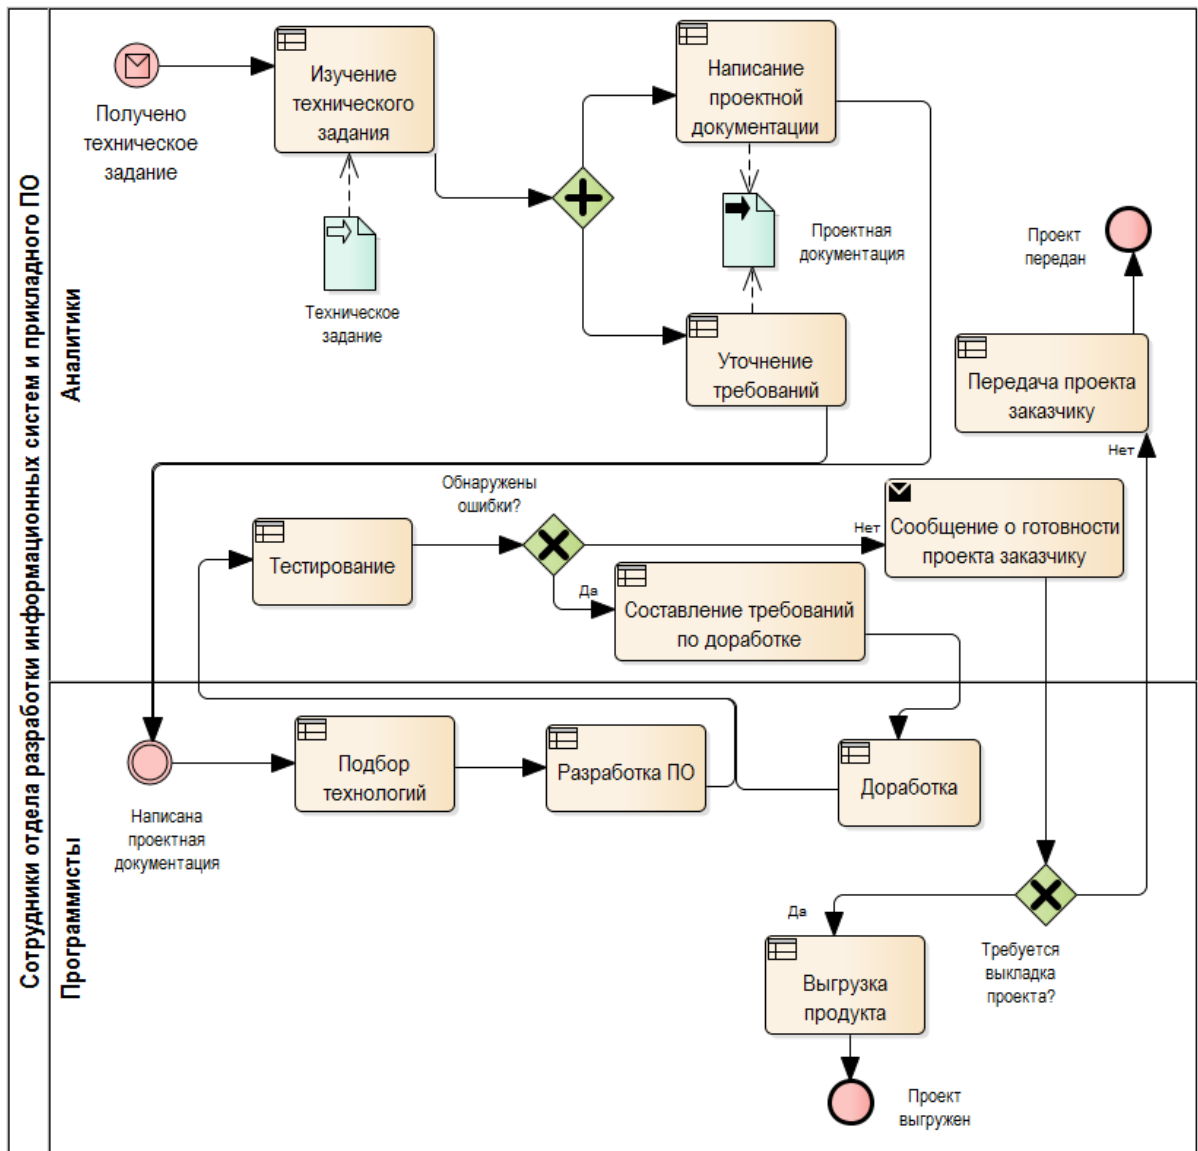 Сотрудники отдела разработки информационных систем и прикладного ПО
Аналитики
Получено
техническое
задание
Изучение
технического
задания
Техническое
задание
Написание
проектной
документации
Проектная
документация
Уточнение
требований
Проект
передан
Передача проекта
заказчику
Нет
Обнаружены
ошибки?
Тестирование
Нет
Сообщение о готовности
проекта заказчику
Да
Составление требований
по доработке
Программисты
Написана
проектная
документация
Подбор
технологий
Разработка ПО
Доработка
Да
Требуется
выкладка
проекта?
Выгрузка
продукта
Проект
выгружен